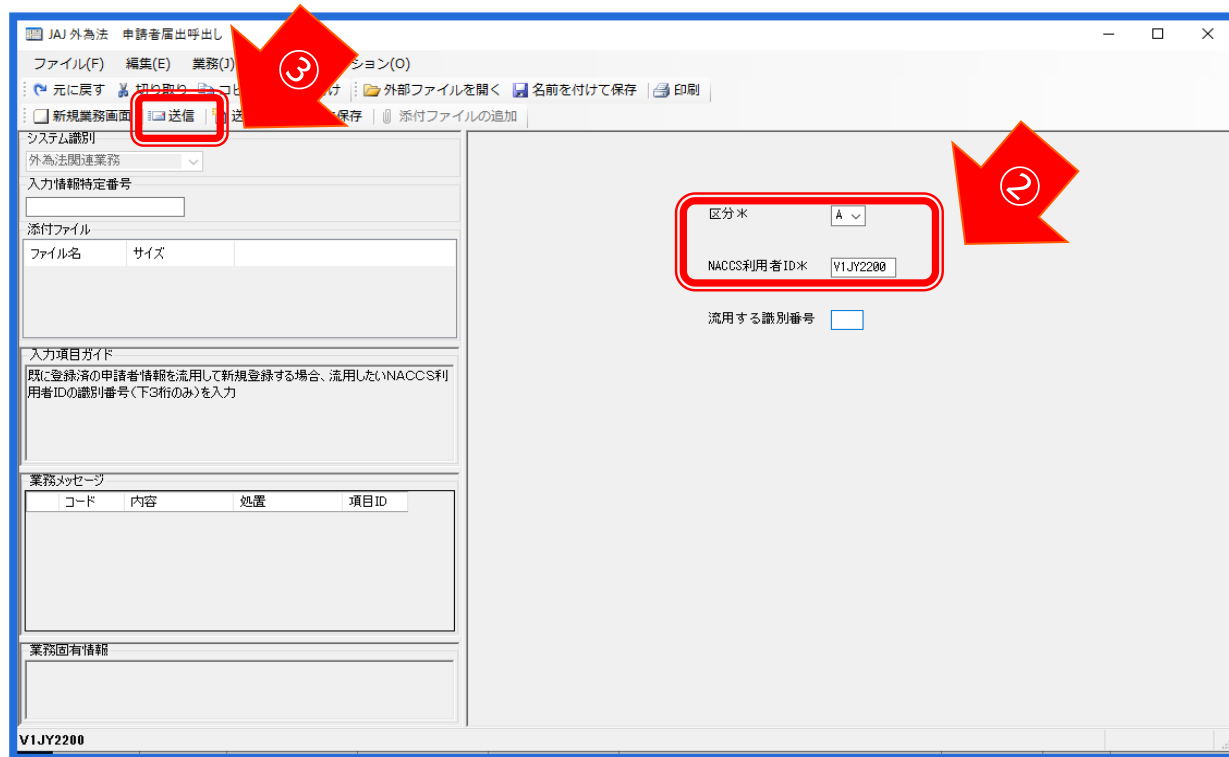 JAJ 外為法　申請者届出呼出し
ファイル(F) 編集(E) 業務(J) ション(O)
元に戻す 切り取り コピ け 外部ファイルを開く 名前を付けて保存 印刷
新規業務画面 送信 送 保存 添付ファイルの追加
③
②
システム識別
外為法関連業務
入力情報特定番号
添付ファイル
ファイル名 サイズ
入力項目ガイド
既に登録済の申請者情報を流用して新規登録する場合、流用したいNACCS利
用者IDの識別番号(下3桁のみ)を入力
業務メッセージ
コード 内容 処置 項目ID
業務固有情報
V1JY2200
区分＊ A
NACCS利用者ID＊ V1JY2200
流用する識別番号